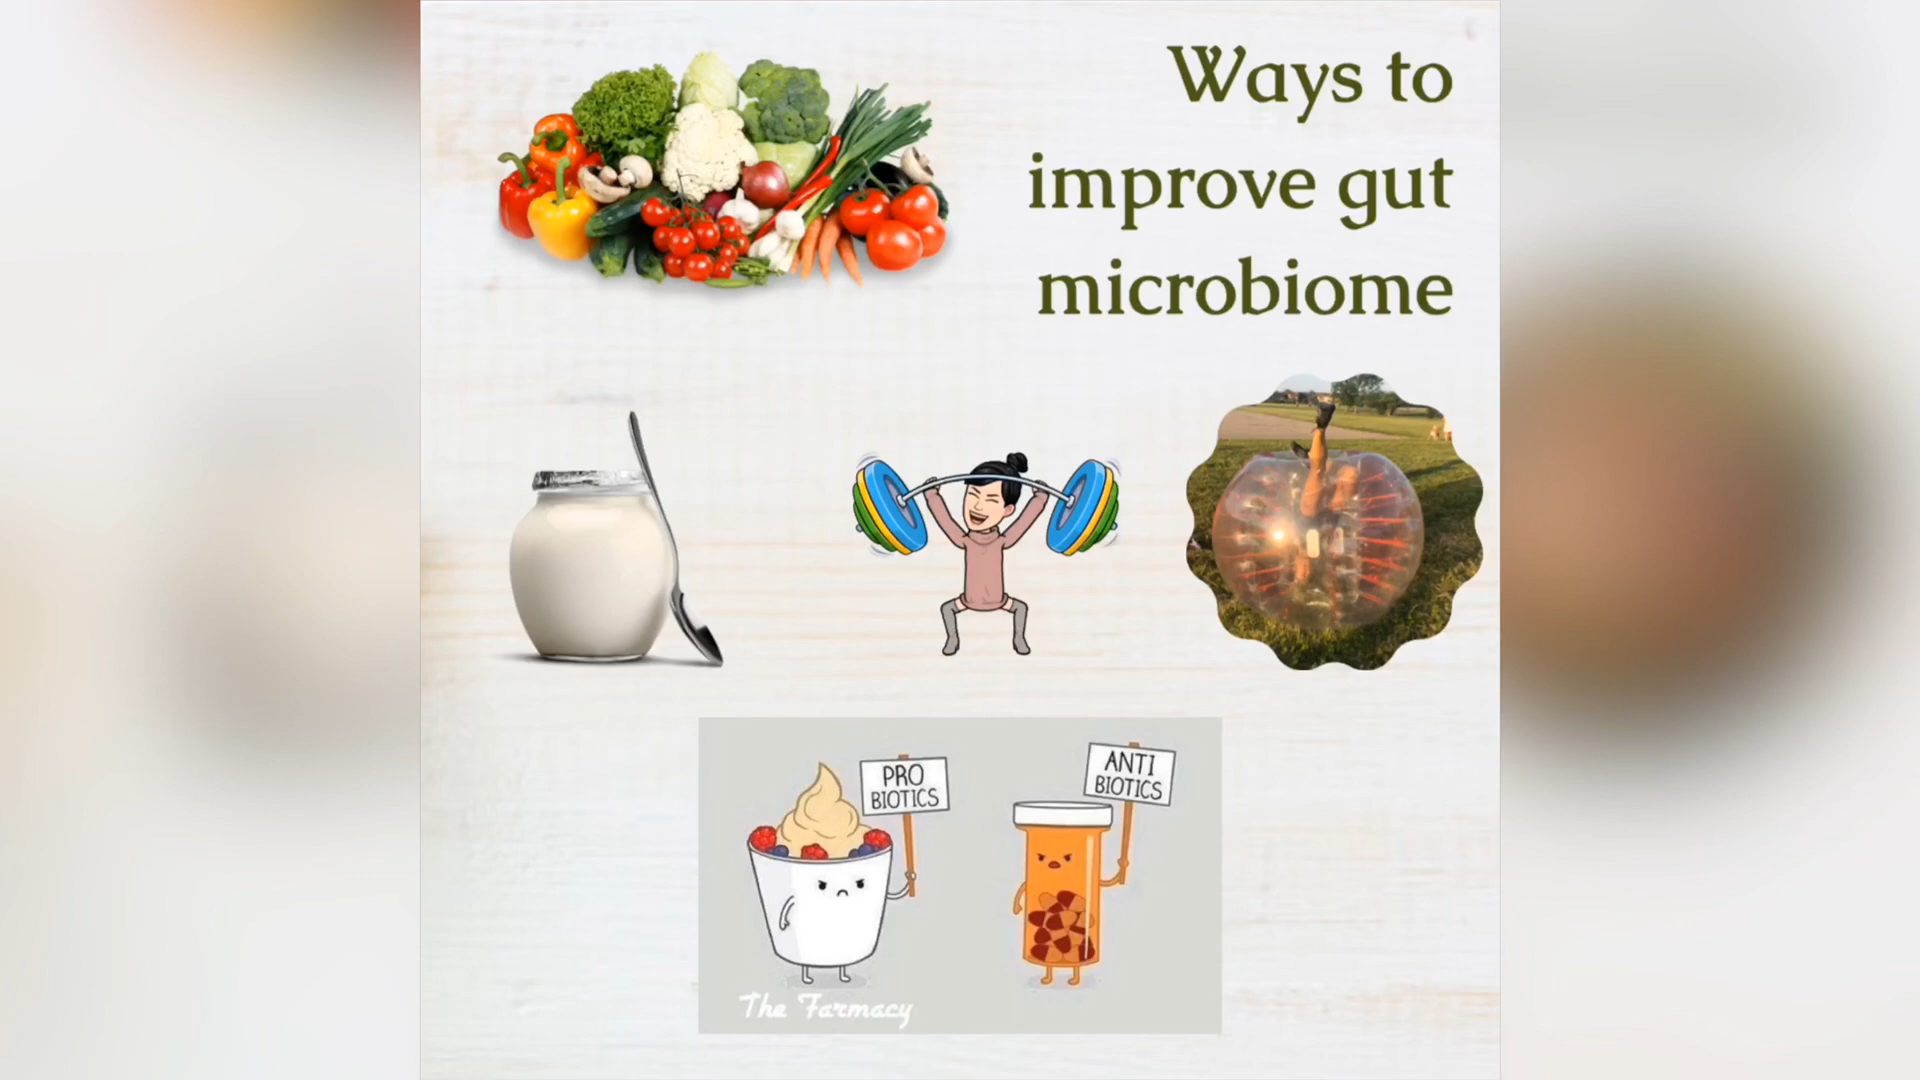 Ways to
improve gut
microbiome
PRO
BIOTICS
ANTI
BIOTICS
The Farmacy